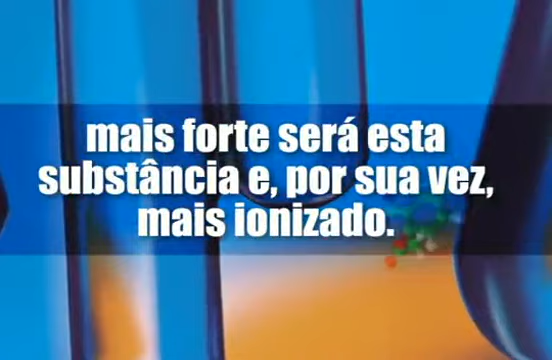 mais forte será esta
substância e, por sua vez,
mais ionizado.